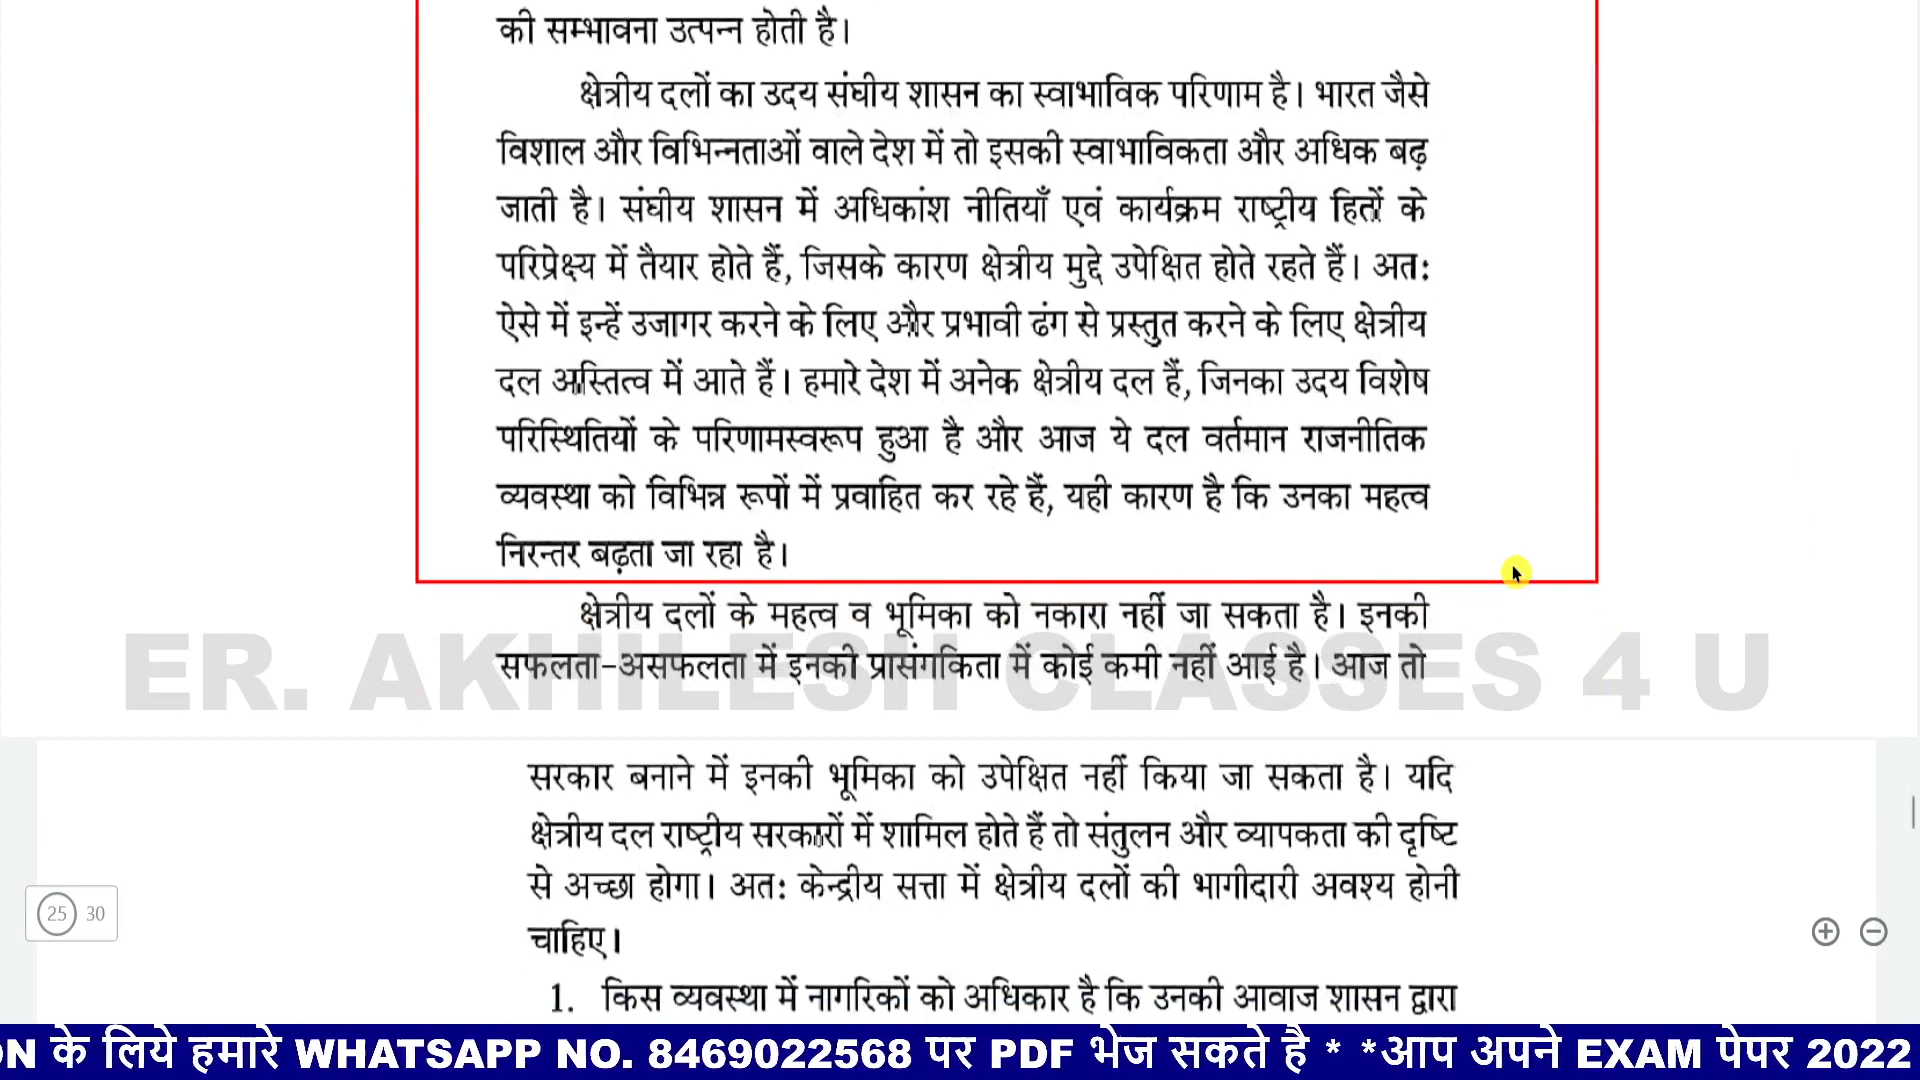 की सम्भावना उत्पन्न होती है।
क्षेत्रीय दलों का उदय संघीय शासन का स्वाभाविक परिणाम है। भारत जैसे
विशाल और विभिन्नताओं वाले देश में तो इसकी स्वाभाविकता और अधिक बढ़
जाती है। संघीय शासन में अधिकांश नीतियाँ एवं कार्यक्रम राष्ट्रीय हितों के
परिप्रेक्ष्य में तैयार होते हैं, जिसके कारण क्षेत्रीय मुद्दे उपेक्षित होते रहते हैं। अतः
ऐसे में इन्हें उजागर करने के लिए और प्रभावी ढंग से प्रस्तुत करने के लिए क्षेत्रीय
दल अस्तित्व में आते हैं। हमारे देश में अनेक क्षेत्रीय दल हैं, जिनका उदय विशेष
परिस्थितियों के परिणामस्वरूप हुआ है और आज ये दल वर्तमान राजनीतिक
व्यवस्था को विभिन्न रूपों में प्रवाहित कर रहे हैं, यही कारण है कि उनका महत्व
निरन्तर बढ़ता जा रहा है।
क्षेत्रीय दलों के महत्व व भूमिका को नकारा नहीं जा सकता है। इनकी
सफलता-असफलता में इनकी प्रासंगकिता में कोई कमी नहीं आई है। आज तो
ER. AKHILESH CLASSES 4 U
सरकार बनाने में इनकी भूमिका को उपेक्षित नहीं किया जा सकता है। यदि
क्षेत्रीय दल राष्ट्रीय सरकारों में शामिल होते हैं तो संतुलन और व्यापकता की दृष्टि
से अच्छा होगा। अतः केन्द्रीय सत्ता में क्षेत्रीय दलों की भागीदारी अवश्य होनी
चाहिए।
25 30
1. किस व्यवस्था में नागरिकों को अधिकार है कि उनकी आवाज शासन द्वारा
ON के लिये हमारे WHATSAPP NO. 8469022568 पर PDF भेज सकते है * *आप अपने EXAM पेपर 2022